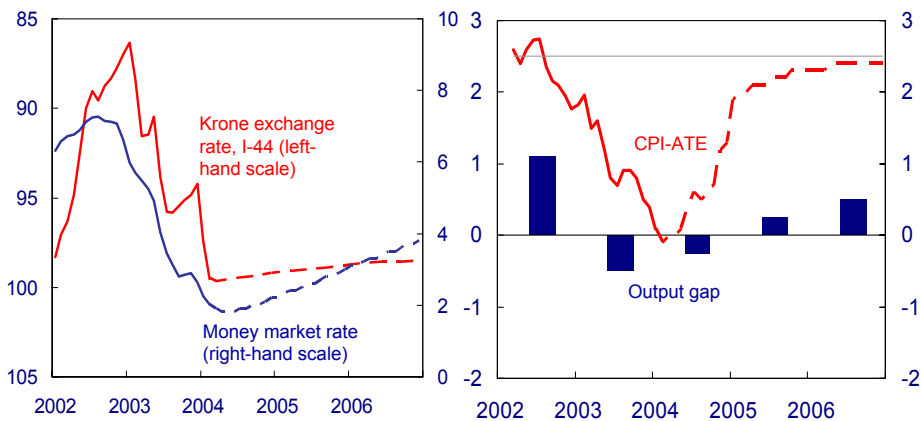 85
90
95
100
105
10
8
6
4
2
0
Krone exchange
rate, I-44 (left-
hand scale)
Money market rate
(right-hand scale)
2002 2003 2004 2005 2006
3
2
1
0
-1
-2
3
2
1
0
-1
-2
CPI-ATE
Output gap
2002 2003 2004 2005 2006